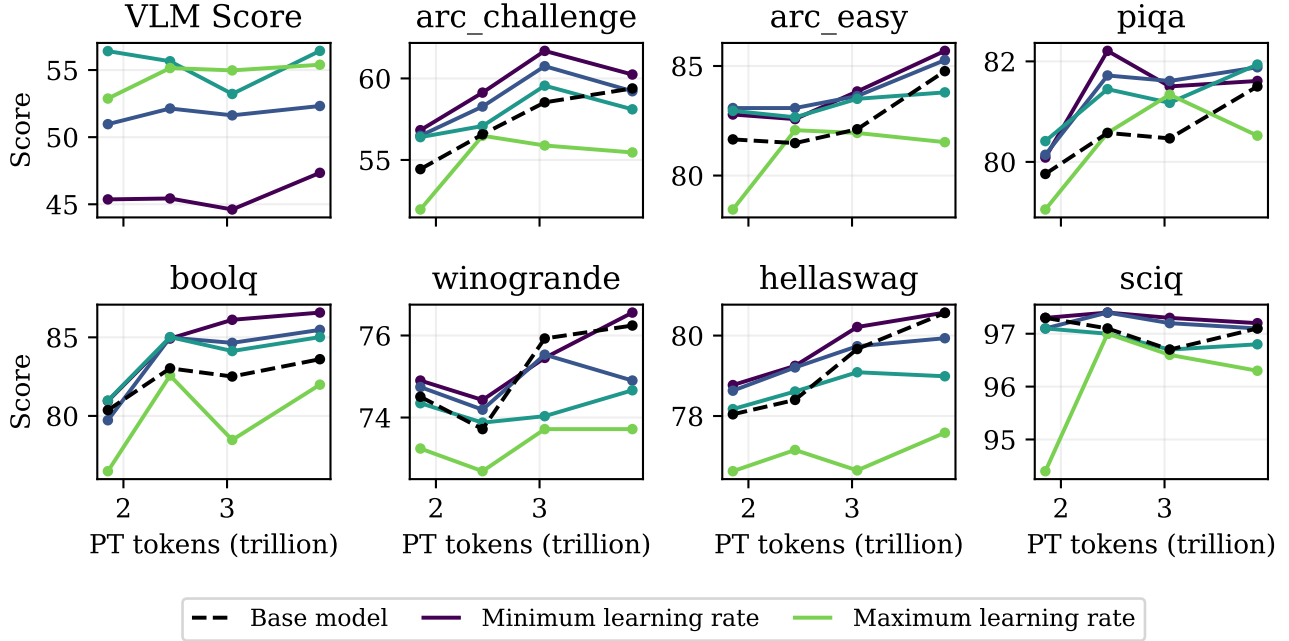 VLM Score
arc_challenge
arc_easy
piqa
Score
55
50
45
60
55
85
80
82
80
boolq
winogrande
hellaswag
sciq
Score
85
80
76
74
80
78
97
96
95
2 3
2 3
2 3
2 3
PT tokens (trillion)
PT tokens (trillion)
PT tokens (trillion)
PT tokens (trillion)
Base model
Minimum learning rate
Maximum learning rate